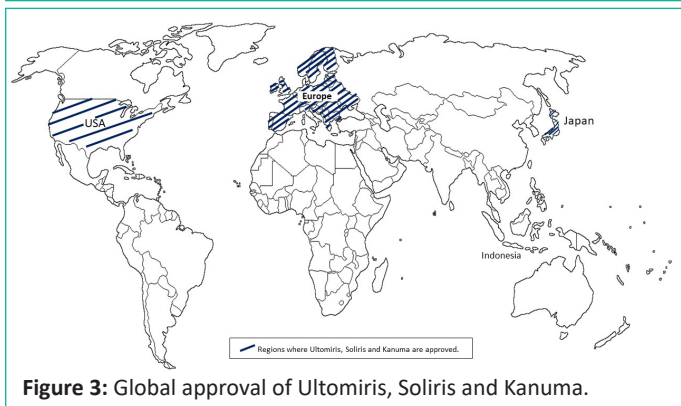 Europe
USA
Japan
Indonesia
Regions where Ultomiris, Soliris and Kanuma are approved.
Figure 3: Global approval of Ultomiris, Soliris and Kanuma.